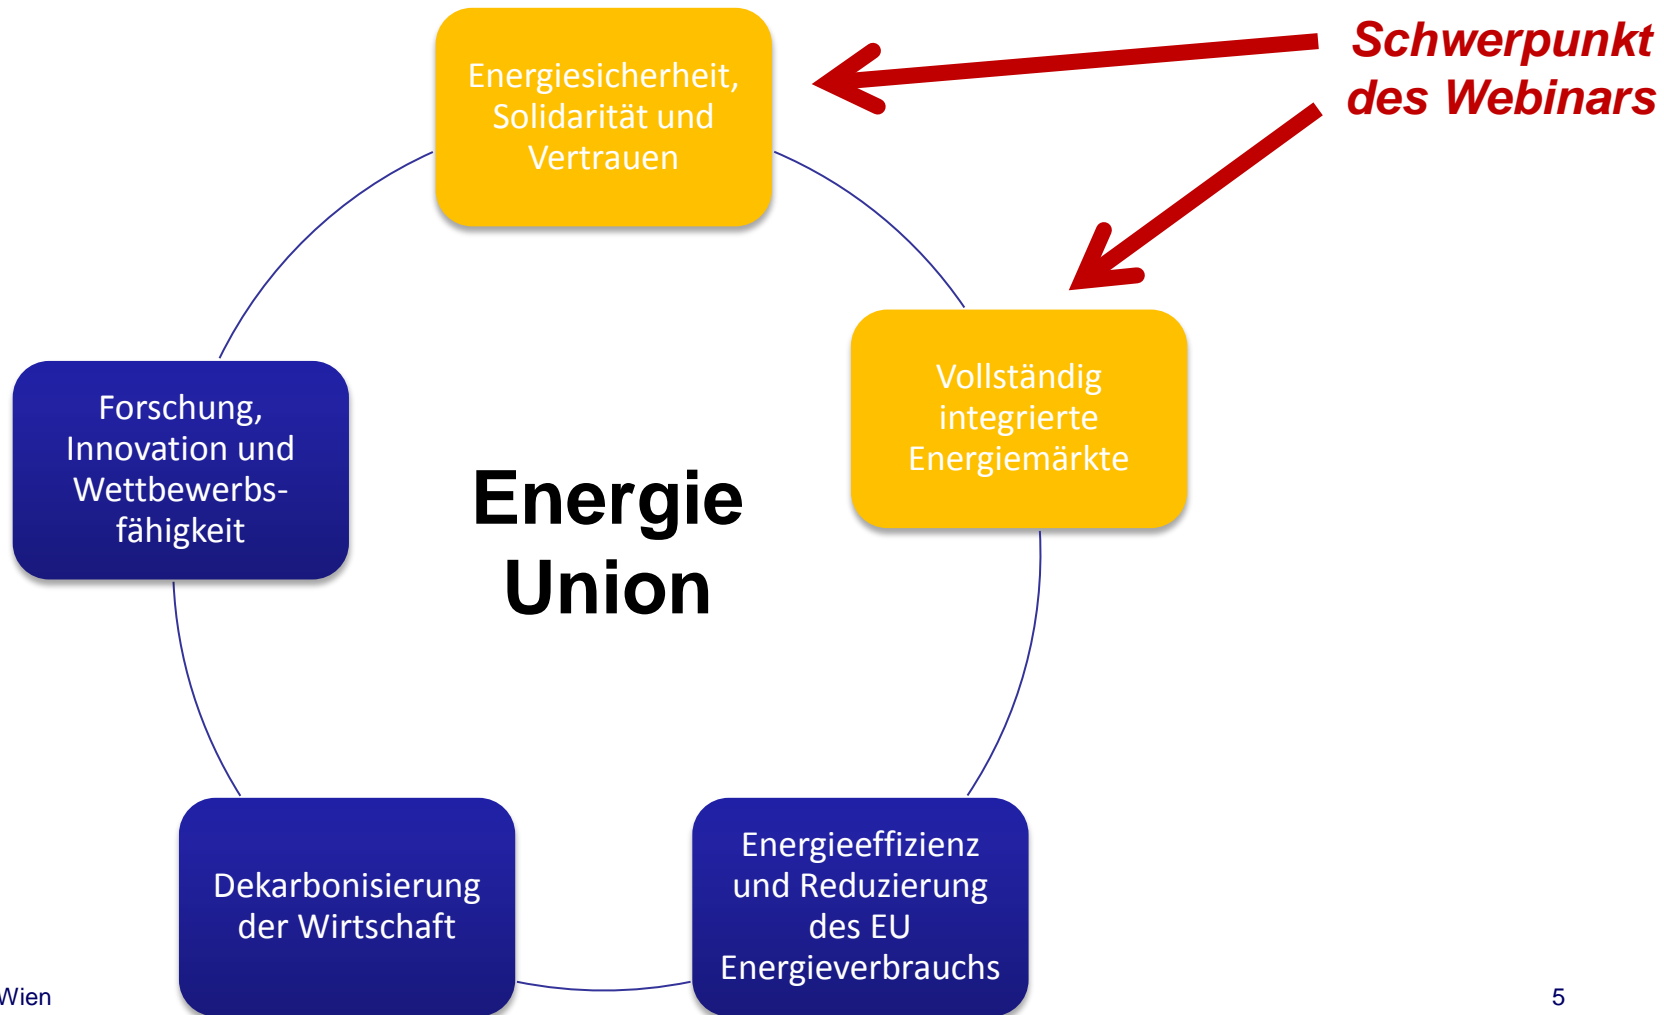 Schwerpunkt
des Webinars
Energiesicherheit,
Solidarität und
Vertrauen
Vollständig
integrierte
Energiemärkte
Forschung,
Innovation und
Wettbewerbs-
fähigkeit
Energie
Union
Energieeffizienz
und Reduzierung
des EU
Energieverbrauchs
Dekarbonisierung
der Wirtschaft
Wien
5